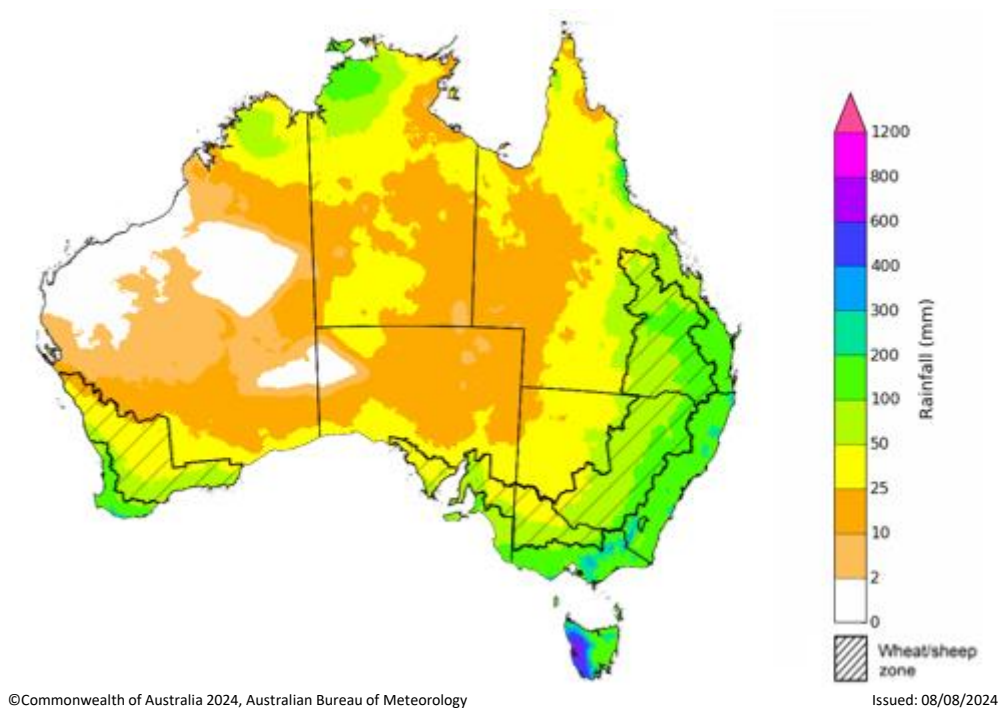 1200
800
600
400
300
200
100
50
25
10
2
0
Rainfall (mm)
Wheat/sheep
zone
©Commonwealth of Australia 2024, Australian Bureau of Meteorology
Issued: 08/08/2024